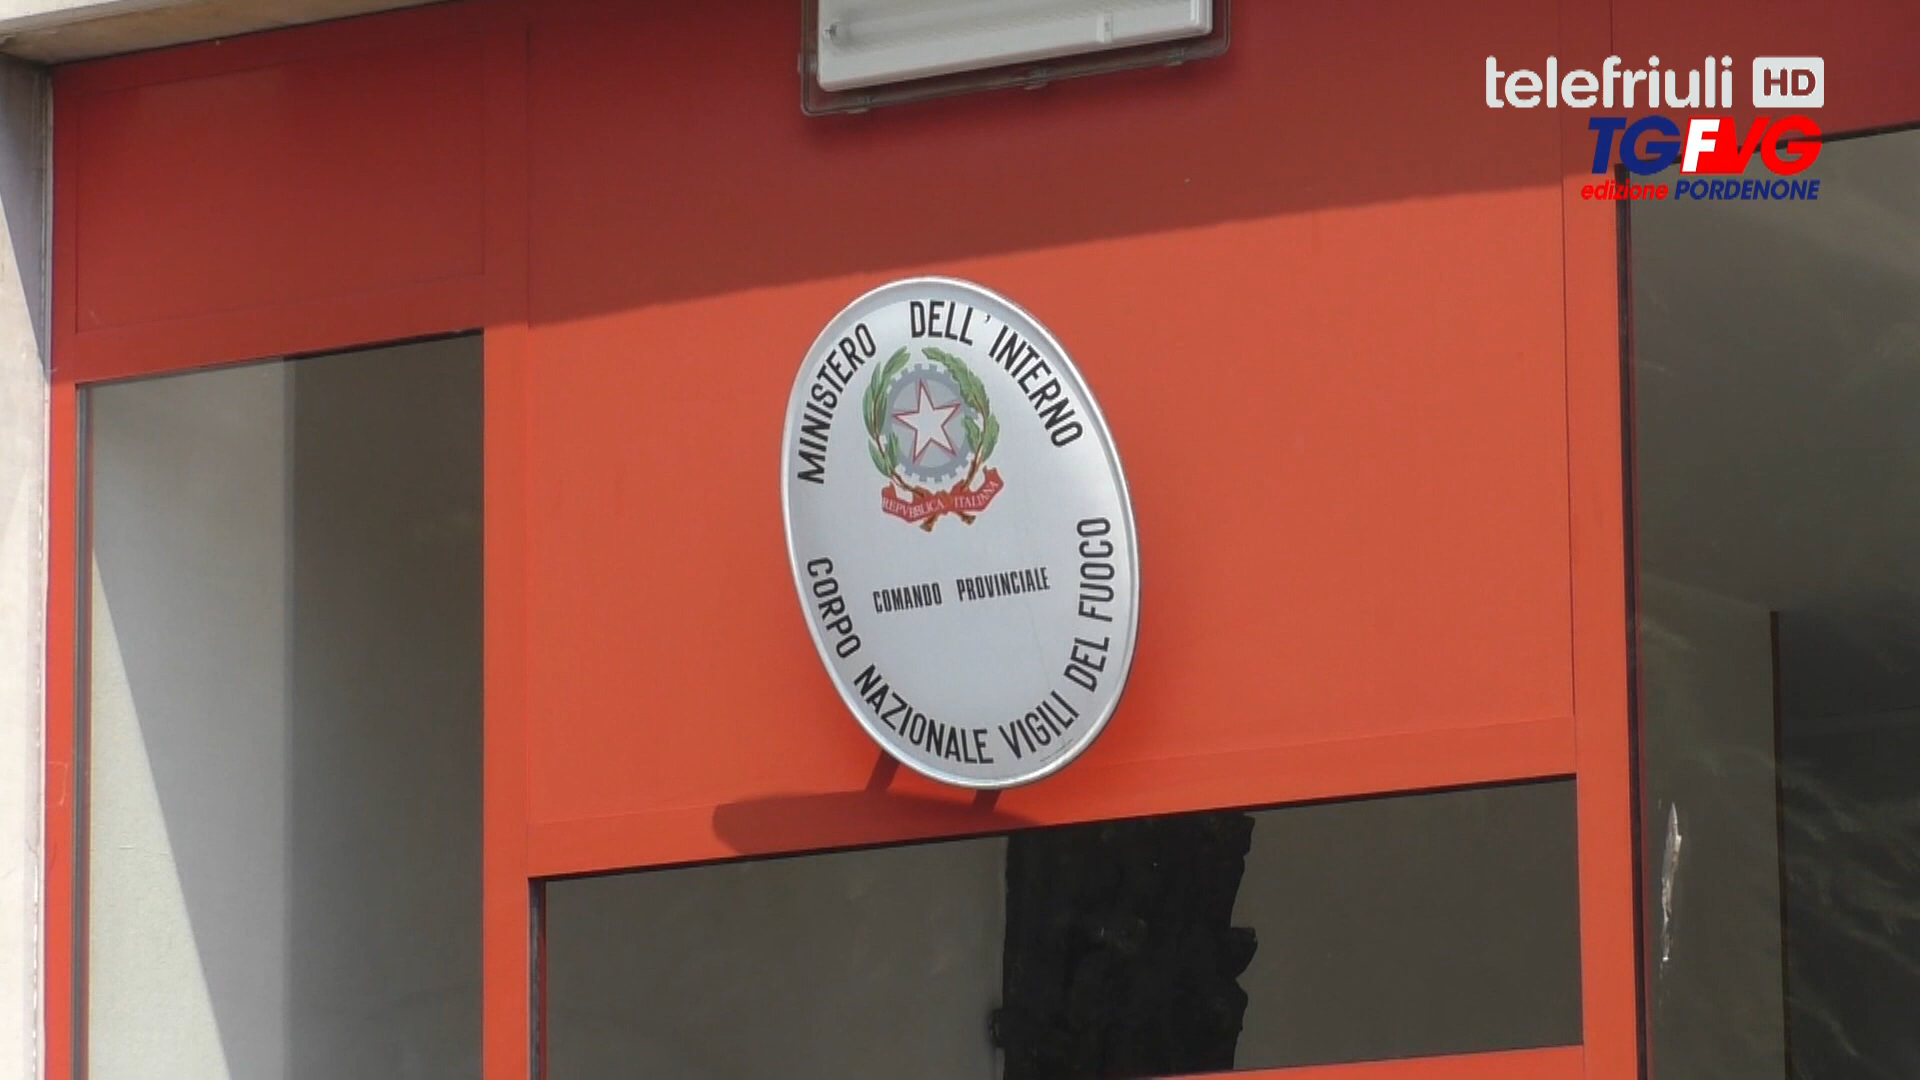 telefriuli HD
TGFVG
edizione PORDENONE
MINISTERO DELL'INTERNO
REPVBBLICA ITALIANA
COMANDO PROVINCIALE
CORPO NAZIONALE VIGILI DEL FUOCO